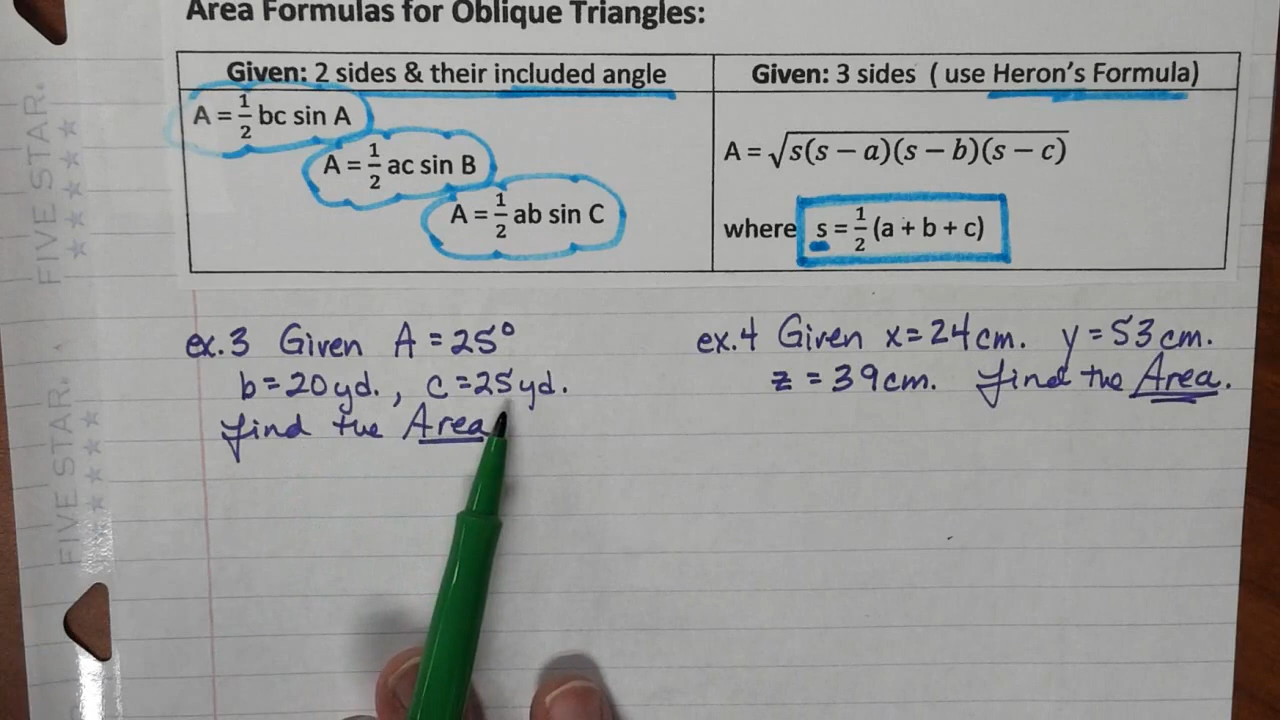 Area Formulas for Oblique Triangles:
Given: 2 sides & their included angle
Given: 3 sides ( use Heron's Formula)
A = 1/2 bc sin A
A = 1/2 ac sin B
A = 1/2 ab sin C
A = √s(s − a)(s − b)(s − c)
where s = 1/2 (a + b + c)
ex.3 Given A = 25°
b = 20 yd., c = 25 yd.
find the Area
ex.4 Given x = 24 cm. y = 53 cm.
z = 39 cm. find the Area.
FIVE STAR.
FIVE STAR.